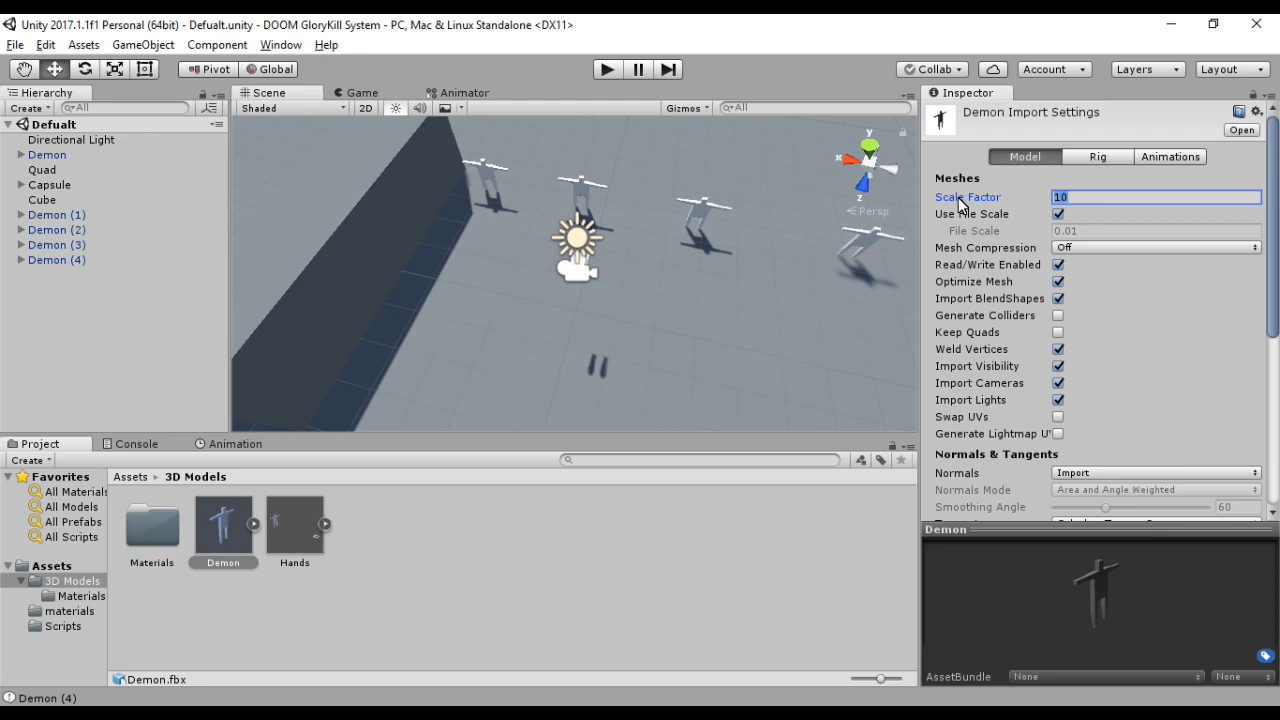 Unity 2017.1.1f1 Personal (64bit) - Defualt.unity - DOOM GloryKill System - PC, Mac & Linux Standalone <DX11>
File Edit Assets GameObject Component Window Help
Pivot Global Collab Account Layers Layout
Hierarchy
Create All
Defualt
Directional Light
Demon
Quad
Capsule
Cube
Demon (1)
Demon (2)
Demon (3)
Demon (4)
Scene Game Animator
Shaded 2D Gizmos All
y
x
z
Persp
Inspector
Demon Import Settings
Open
Model Rig Animations
Meshes
Scale Factor 10
Use File Scale
File Scale 0.01
Mesh Compression Off
Read/Write Enabled
Optimize Mesh
Import BlendShapes
Generate Colliders
Keep Quads
Weld Vertices
Import Visibility
Import Cameras
Import Lights
Swap UVs
Generate Lightmap U
Normals & Tangents
Normals Import
Normals Mode Area and Angle Weighted
Smoothing Angle 60
Demon
AssetBundle None None
Project Console Animation
Create
Favorites
All Materials
All Models
All Prefabs
All Scripts
Assets
3D Models
Materials
materials
Scripts
Assets 3D Models
Materials Demon Hands
Demon.fbx
Demon (4)